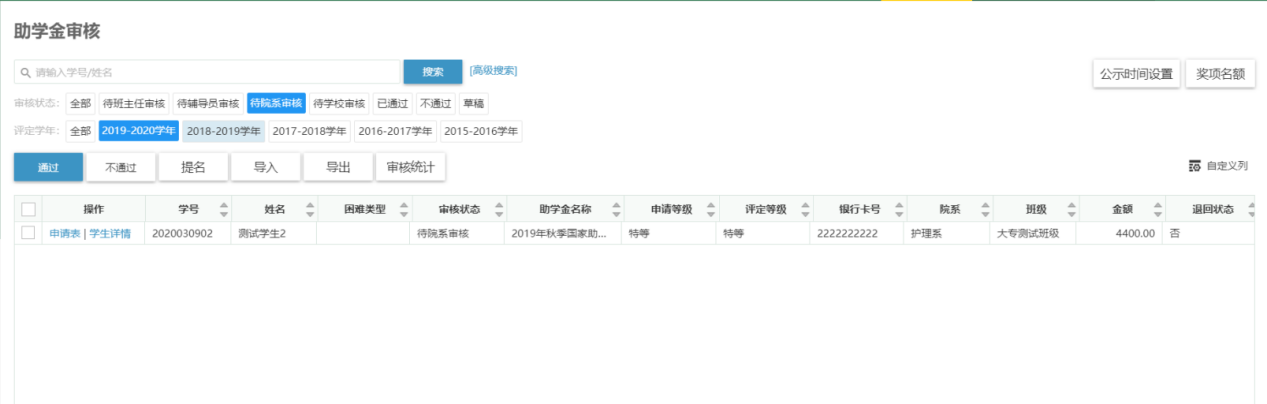 助学金审核
请输入学号/姓名 搜索 [高级搜索] 公示时间设置 奖项名额
审核状态: 全部 待班主任审核 待辅导员审核 待院系审核 待学校审核 已通过 不通过 草稿
评定学年: 全部 2019-2020学年 2018-2019学年 2017-2018学年 2016-2017学年 2015-2016学年
通过 不通过 提名 导入 导出 审核统计 自定义列
操作 学号 姓名 困难类型 审核状态 助学金名称 申请等级 评定等级 银行卡号 院系 班级 金额 退回状态
申请表 | 学生详情 2020030902 测试学生2 待院系审核 2019年秋季国家助... 特等 特等 2222222222 护理系 大专测试班级 4400.00 否